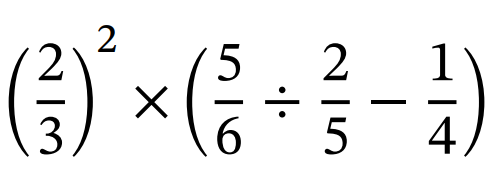 (2/3)² × (5/6 ÷ 2/5 − 1/4)